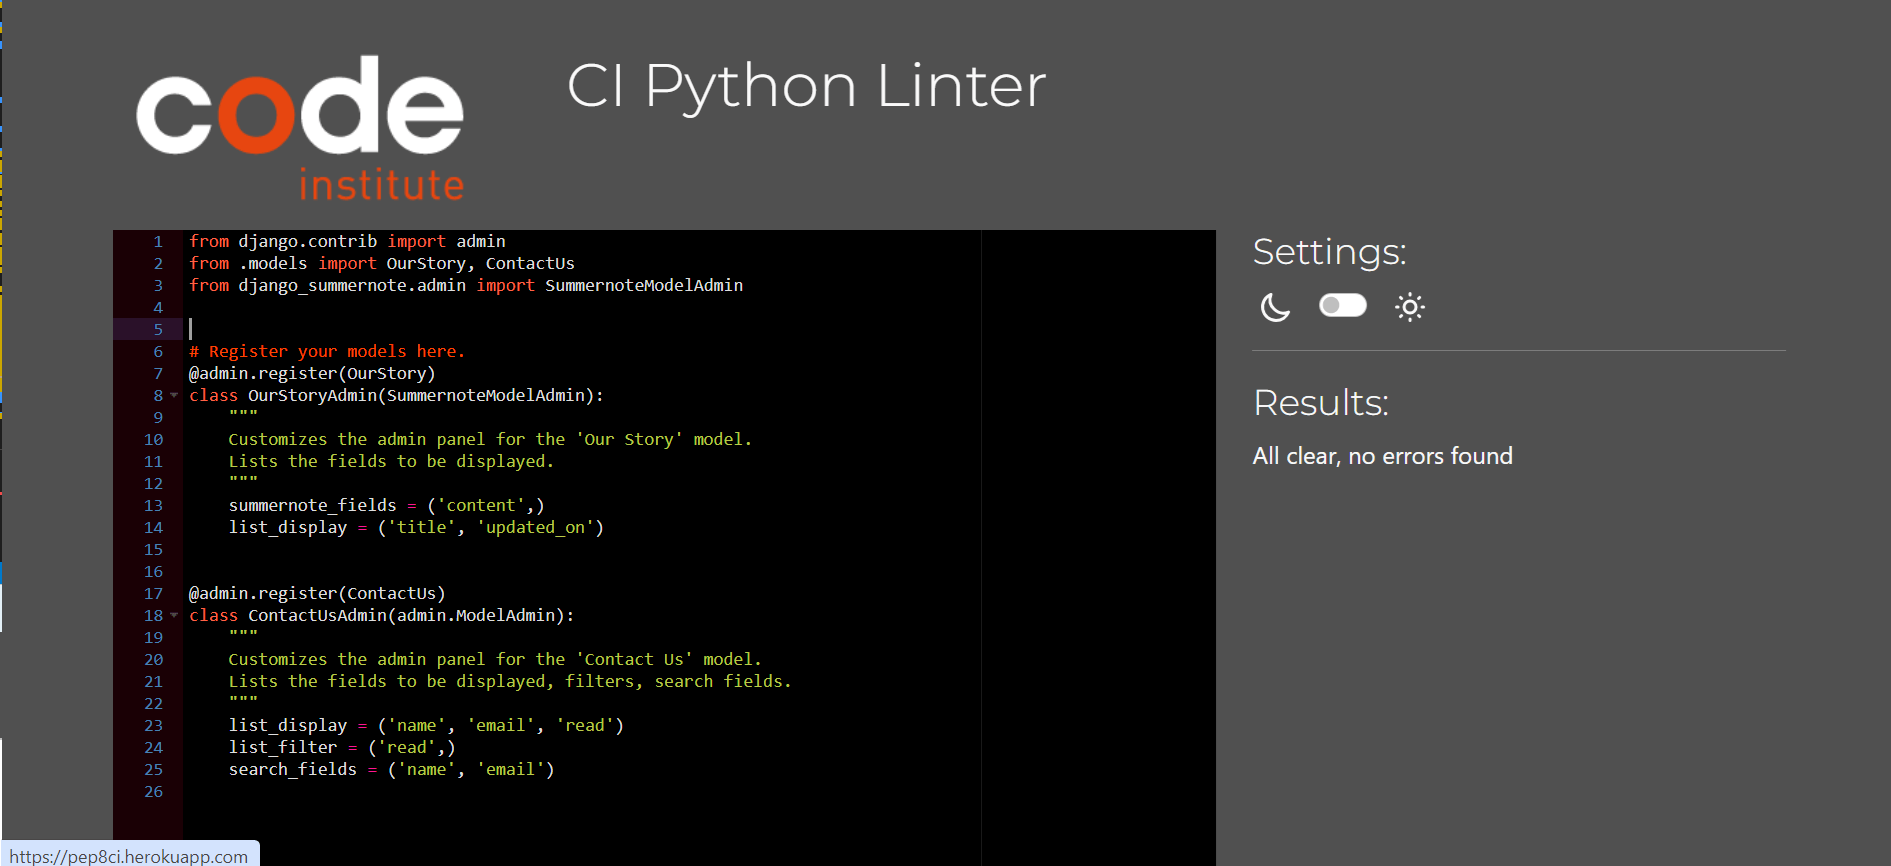 code
institute
CI Python Linter
1 from django.contrib import admin
2 from .models import OurStory, ContactUs
3 from django_summernote.admin import SummernoteModelAdmin
4
5
6 # Register your models here.
7 @admin.register(OurStory)
8 class OurStoryAdmin(SummernoteModelAdmin):
9     """
10     Customizes the admin panel for the 'Our Story' model.
11     Lists the fields to be displayed.
12     """
13     summernote_fields = ('content',)
14     list_display = ('title', 'updated_on')
15
16
17 @admin.register(ContactUs)
18 class ContactUsAdmin(admin.ModelAdmin):
19     """
20     Customizes the admin panel for the 'Contact Us' model.
21     Lists the fields to be displayed, filters, search fields.
22     """
23     list_display = ('name', 'email', 'read')
24     list_filter = ('read',)
25     search_fields = ('name', 'email')
26
Settings:
Results:
All clear, no errors found
https://pep8ci.herokuapp.com